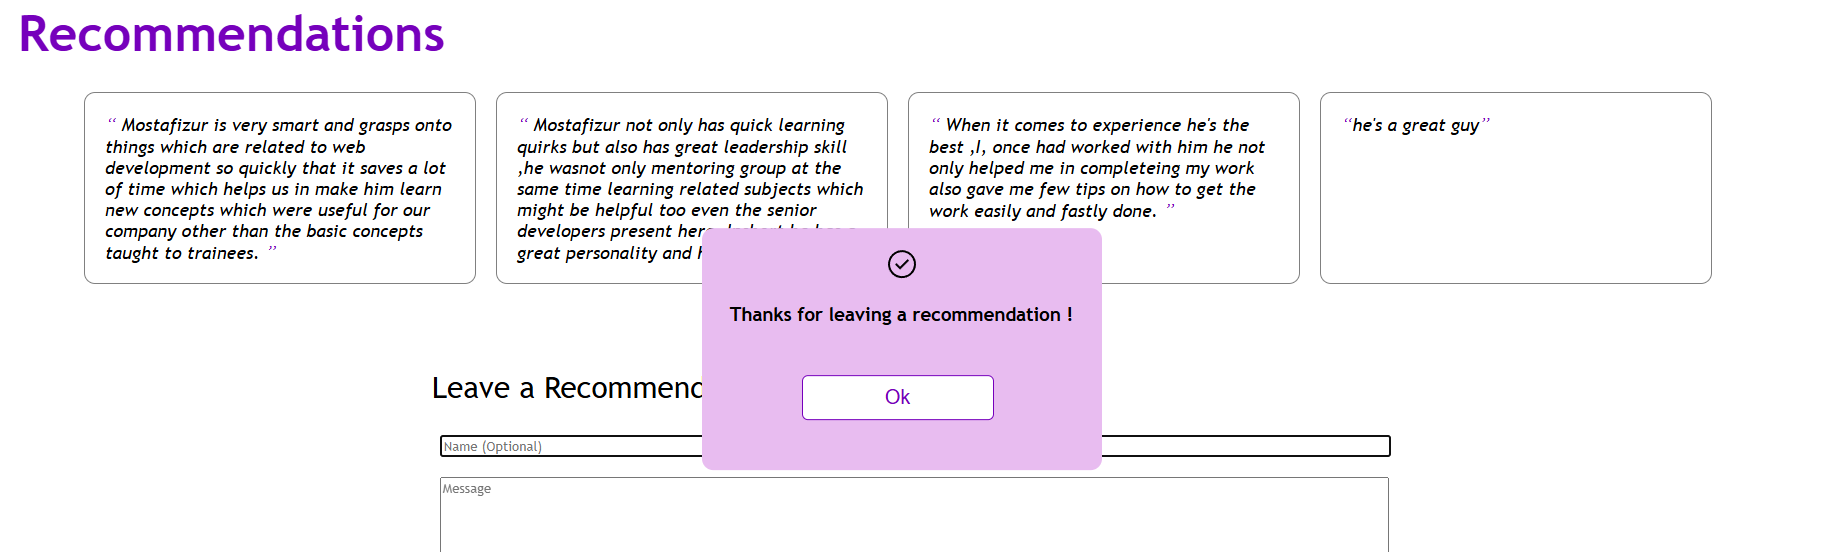 Recommendations
“ Mostafizur is very smart and grasps onto
things which are related to web
development so quickly that it saves a lot
of time which helps us in make him learn
new concepts which were useful for our
company other than the basic concepts
taught to trainees. ”
“ Mostafizur not only has quick learning
quirks but also has great leadership skill
,he wasnot only mentoring group at the
same time learning related subjects which
might be helpful too even the senior
developers present here
great personality and
“ When it comes to experience he's the
best ,I, once had worked with him he not
only helped me in completeing my work
also gave me few tips on how to get the
work easily and fastly done. ”
“he's a great guy”
Thanks for leaving a recommendation !
Ok
Leave a Recommend
Name (Optional)
Message